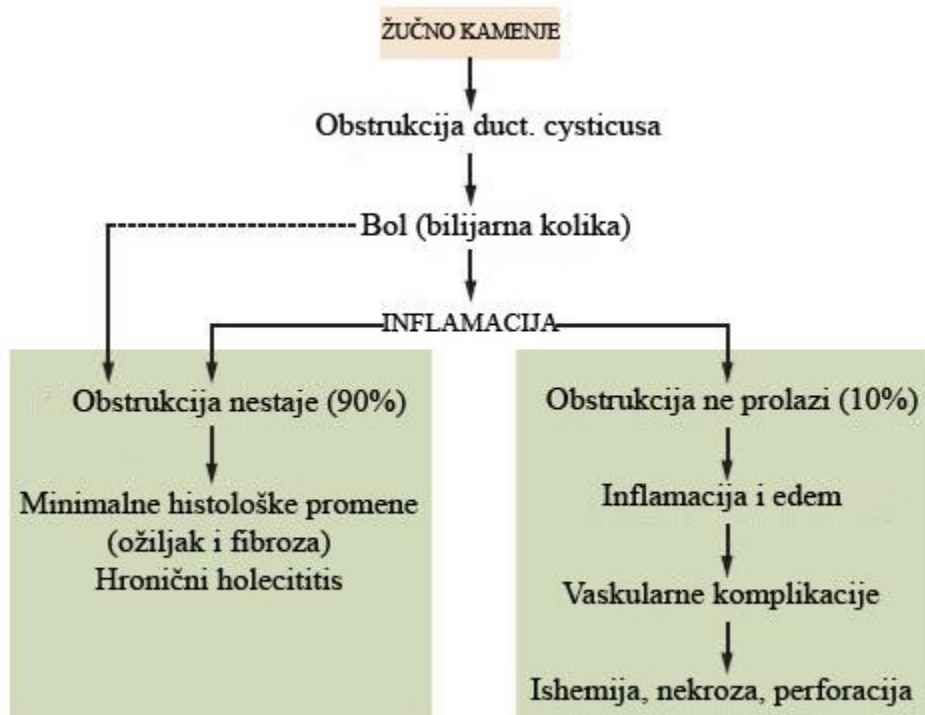 ŽUČNO KAMENJE
Obstrukcija duct. cysticusa
Bol (bilijarna kolika)
INFLAMACIJA
Obstrukcija nestaje (90%)
Minimalne histološke promene
(ožiljak i fibroza)
Hronični holecititis
Obstrukcija ne prolazi (10%)
Inflamacija i edem
Vaskularne komplikacije
Ishemija, nekroza, perforacija